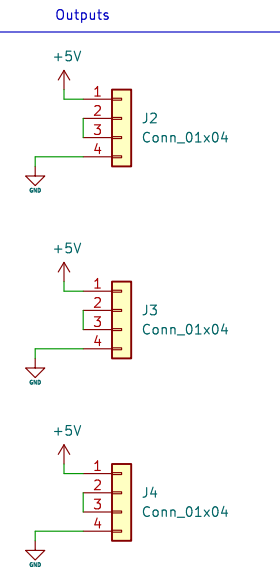 Outputs
+5V
1
2
3
4
J2
Conn_01x04
GND
+5V
1
2
3
4
J3
Conn_01x04
GND
+5V
1
2
3
4
J4
Conn_01x04
GND